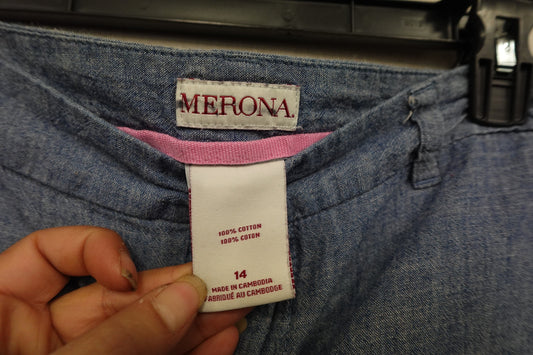 MERONA.
100% COTTON
100% COTON
14
MADE IN CAMBODIA
FABRIQUÉ AU CAMBODGE